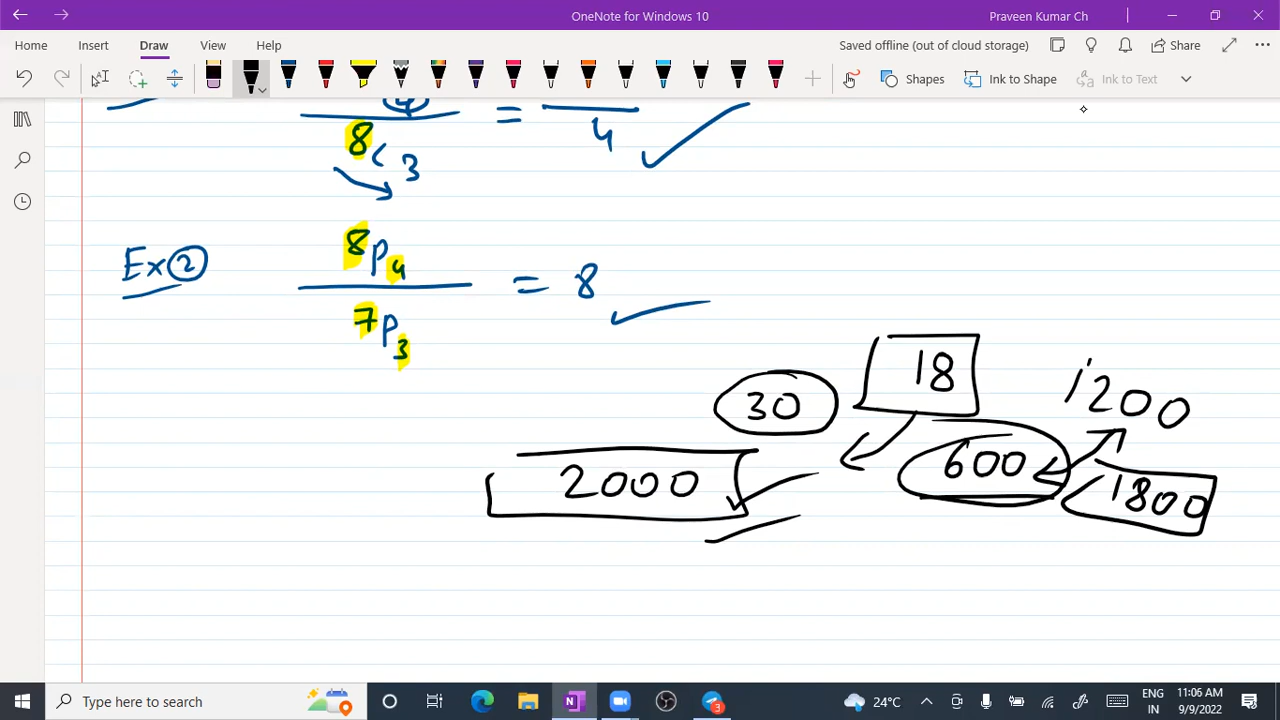 OneNote for Windows 10
Praveen Kumar Ch
Home Insert Draw View Help
Saved offline (out of cloud storage)
Share
Shapes
Ink to Shape
Ink to Text
4
8C3
4
Ex 2
8P4
7P3
= 8
18
30
1200
600
2000
1800
Type here to search
3
24°C
ENG
IN
11:06 AM
9/9/2022